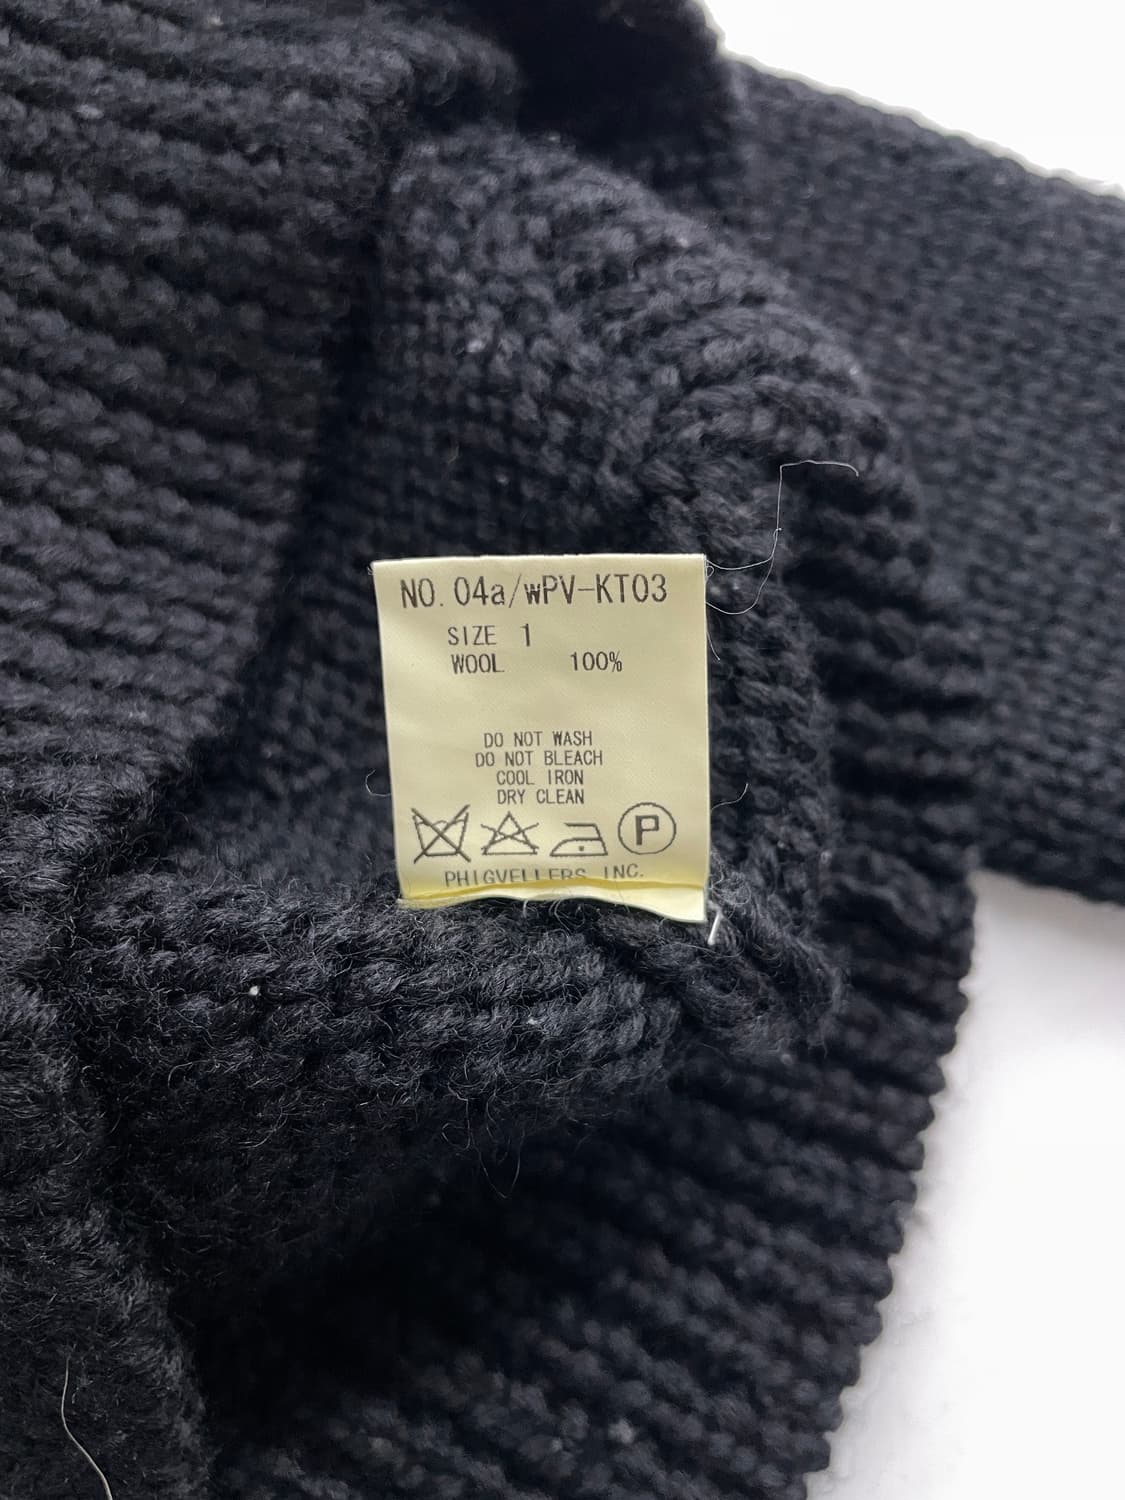 NO. 04a/wPV-KT03
SIZE 1
WOOL 100%
DO NOT WASH
DO NOT BLEACH
COOL IRON
DRY CLEAN
P
PHIGVELLERS INC.